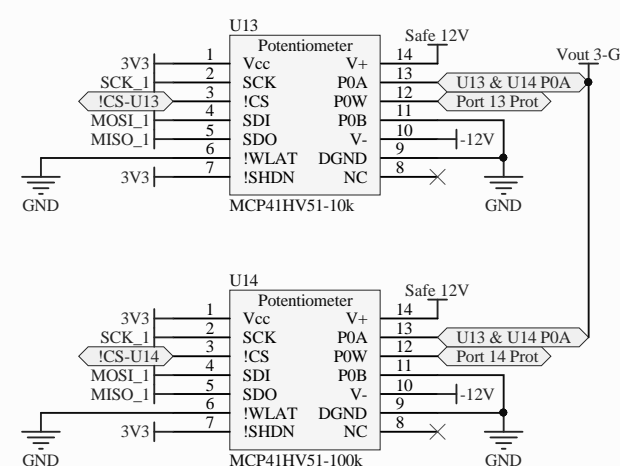 U13
Safe 12V
Potentiometer
Vout 3-G
3V3 1 Vcc V+ 14
SCK_1 2 SCK P0A 13 U13 & U14 P0A
!CS-U13 3 !CS P0W 12 Port 13 Prot
MOSI_1 4 SDI P0B 11
MISO_1 5 SDO V- 10 -12V
6 !WLAT DGND 9
3V3 7 !SHDN NC 8
GND MCP41HV51-10k GND
U14
Safe 12V
Potentiometer
3V3 1 Vcc V+ 14
SCK_1 2 SCK P0A 13 U13 & U14 P0A
!CS-U14 3 !CS P0W 12 Port 14 Prot
MOSI_1 4 SDI P0B 11
MISO_1 5 SDO V- 10 -12V
6 !WLAT DGND 9
3V3 7 !SHDN NC 8
GND MCP41HV51-100k GND